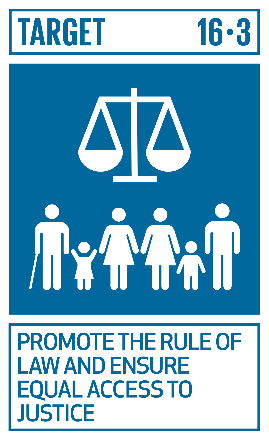 TARGET 16·3
PROMOTE THE RULE OF
LAW AND ENSURE
EQUAL ACCESS TO
JUSTICE